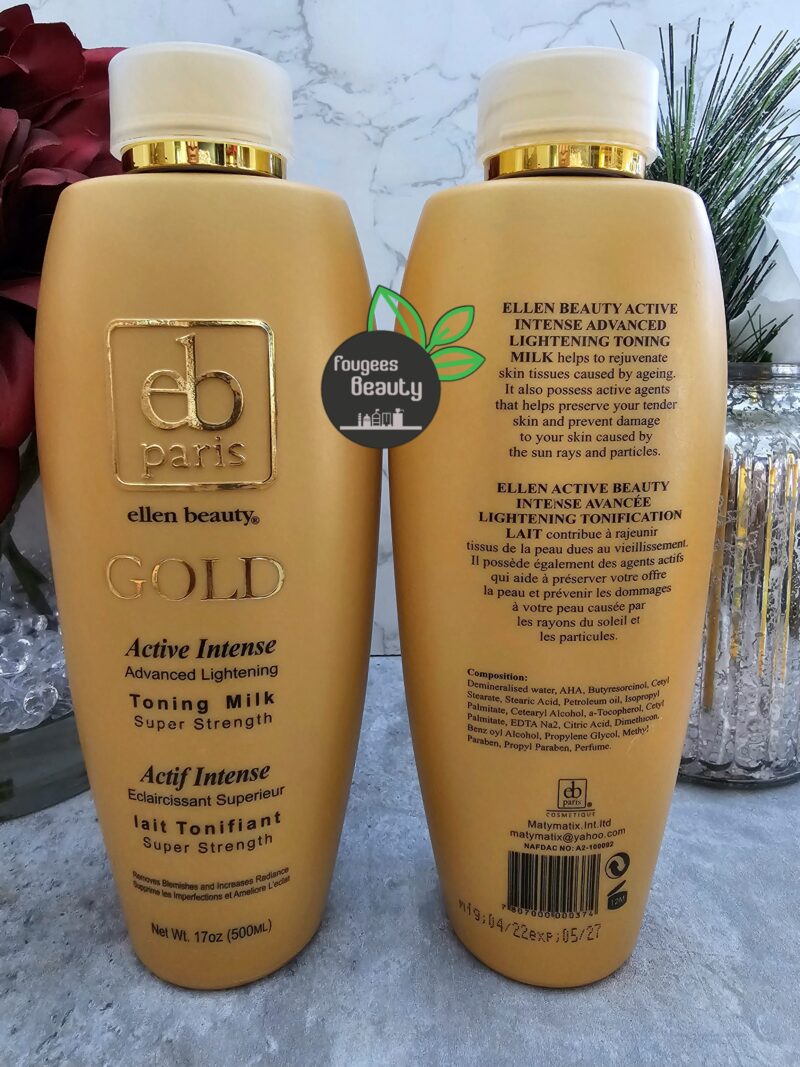 eb
paris
ellen beauty®
GOLD
Active Intense
Advanced Lightening
Toning Milk
Super Strength
Actif Intense
Eclaircissant Superieur
lait Tonifiant
Super Strength
Removes Blemishes and Increases Radiance
Supprime les Imperfections et Ameliore L'eclat
Net Wt. 17oz (500ML)
fougees
Beauty
ELLEN BEAUTY ACTIVE
INTENSE ADVANCED
LIGHTENING TONING
MILK helps to rejuvenate
skin tissues caused by ageing.
It also possess active agents
that helps preserve your tender
skin and prevent damage
to your skin caused by
the sun rays and particles.
ELLEN ACTIVE BEAUTY
INTENSE AVANCÉE
LIGHTENING TONIFICATION
LAIT contribue à rajeunir
tissus de la peau dues au vieillissement.
Il possède également des agents actifs
qui aide à préserver votre offre
la peau et prévenir les dommages
à votre peau causée par
les rayons du soleil et
les particules.
Composition:
Demineralised water, AHA, Butyresorcinol, Cetyl
Stearate, Stearic Acid, Petroleum oil, Isopropyl
Palmitate, Cetearyl Alcohol, a-Tocopherol, Cetyl
Palmitate, EDTA Na2, Citric Acid, Dimethicon,
Benz oyl Alcohol, Propylene Glycol, Methyl
Paraben, Propyl Paraben, Perfume.
eb
paris®
COSMETIQUE
Matymatix.Int.ltd
matymatix@yahoo.com
NAFDAC NO: A2-100092
7 807000 000374
12M
Mfg;04/22exp;05/27